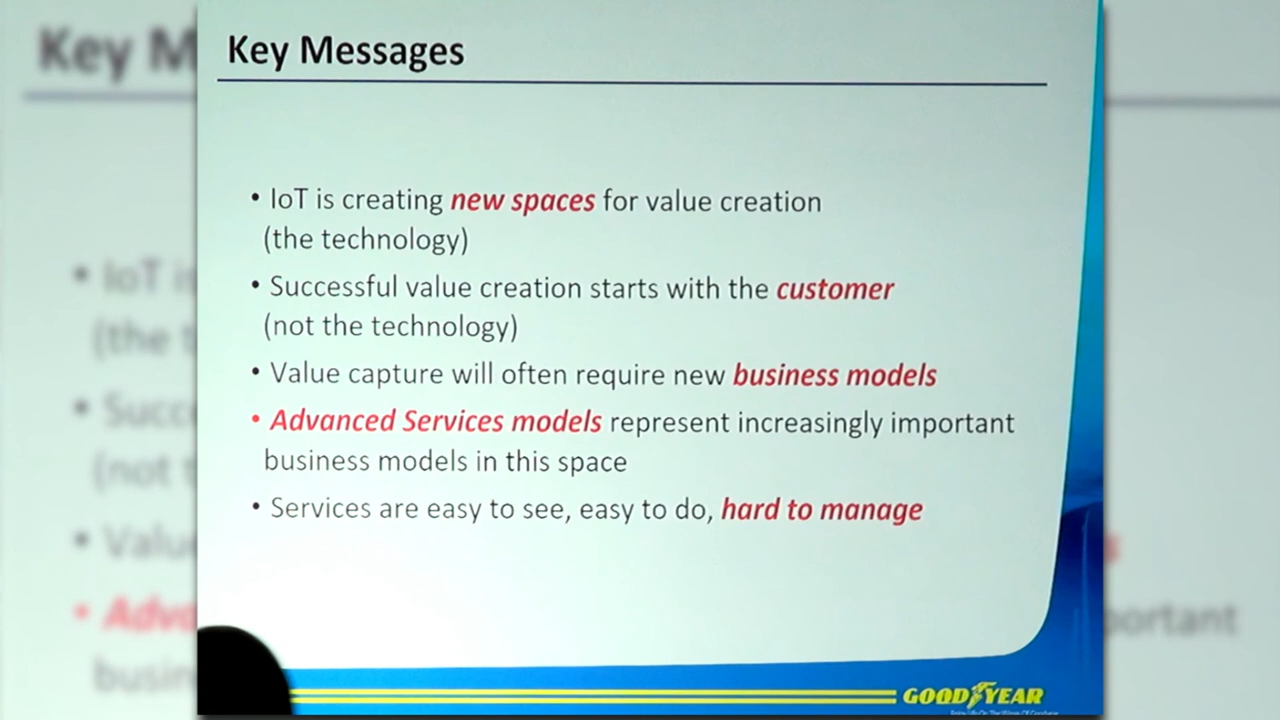 Key Messages
• IoT is creating new spaces for value creation
(the technology)
• Successful value creation starts with the customer
(not the technology)
• Value capture will often require new business models
• Advanced Services models represent increasingly important
business models in this space
• Services are easy to see, easy to do, hard to manage
GOODYEAR